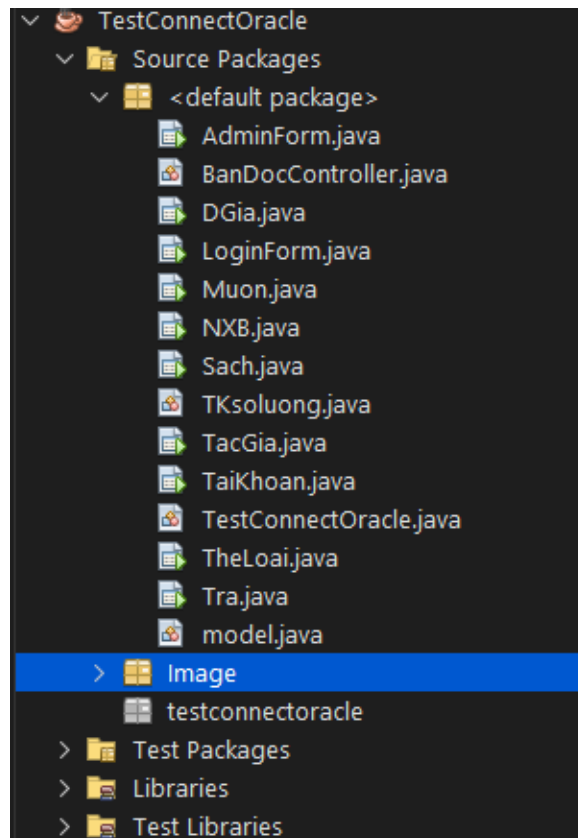 TestConnectOracle
Source Packages
<default package>
AdminForm.java
BanDocController.java
DGia.java
LoginForm.java
Muon.java
NXB.java
Sach.java
TKsoluong.java
TacGia.java
TaiKhoan.java
TestConnectOracle.java
TheLoai.java
Tra.java
model.java
Image
testconnectoracle
Test Packages
Libraries
Test Libraries